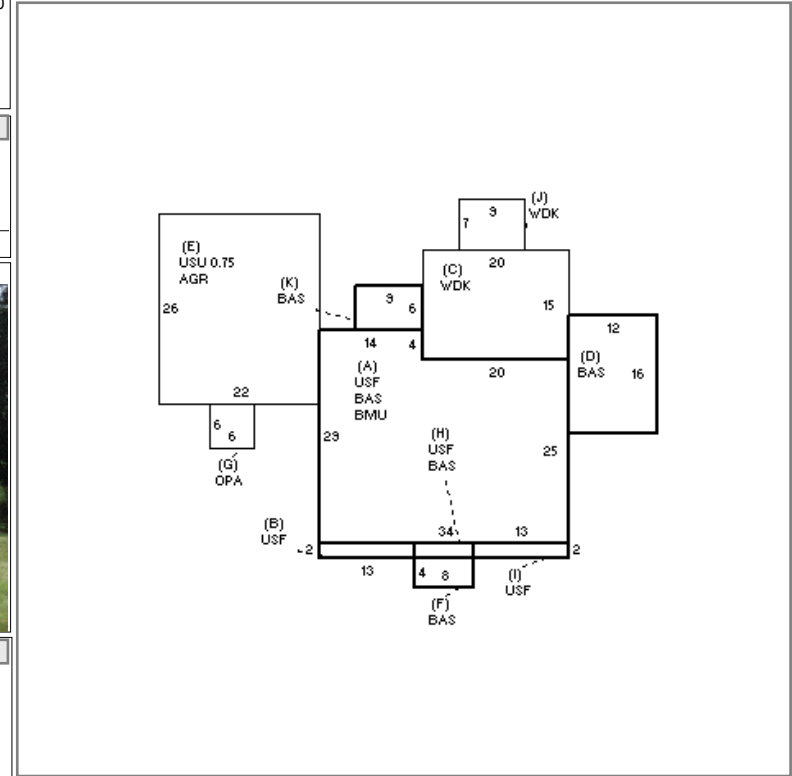 (J)
WDK
9
7
(E)
USU 0.75
AGR
20
(C)
WDK
(K)
BAS
9
6
26
15
12
14
4
(A)
USF
BAS
BMU
20
(D)
BAS
16
22
6
6
29
(H)
USF
BAS
25
(G)
OPA
(B)
USF
34
13
2
2
13
4
8
(I)
USF
(F)
BAS